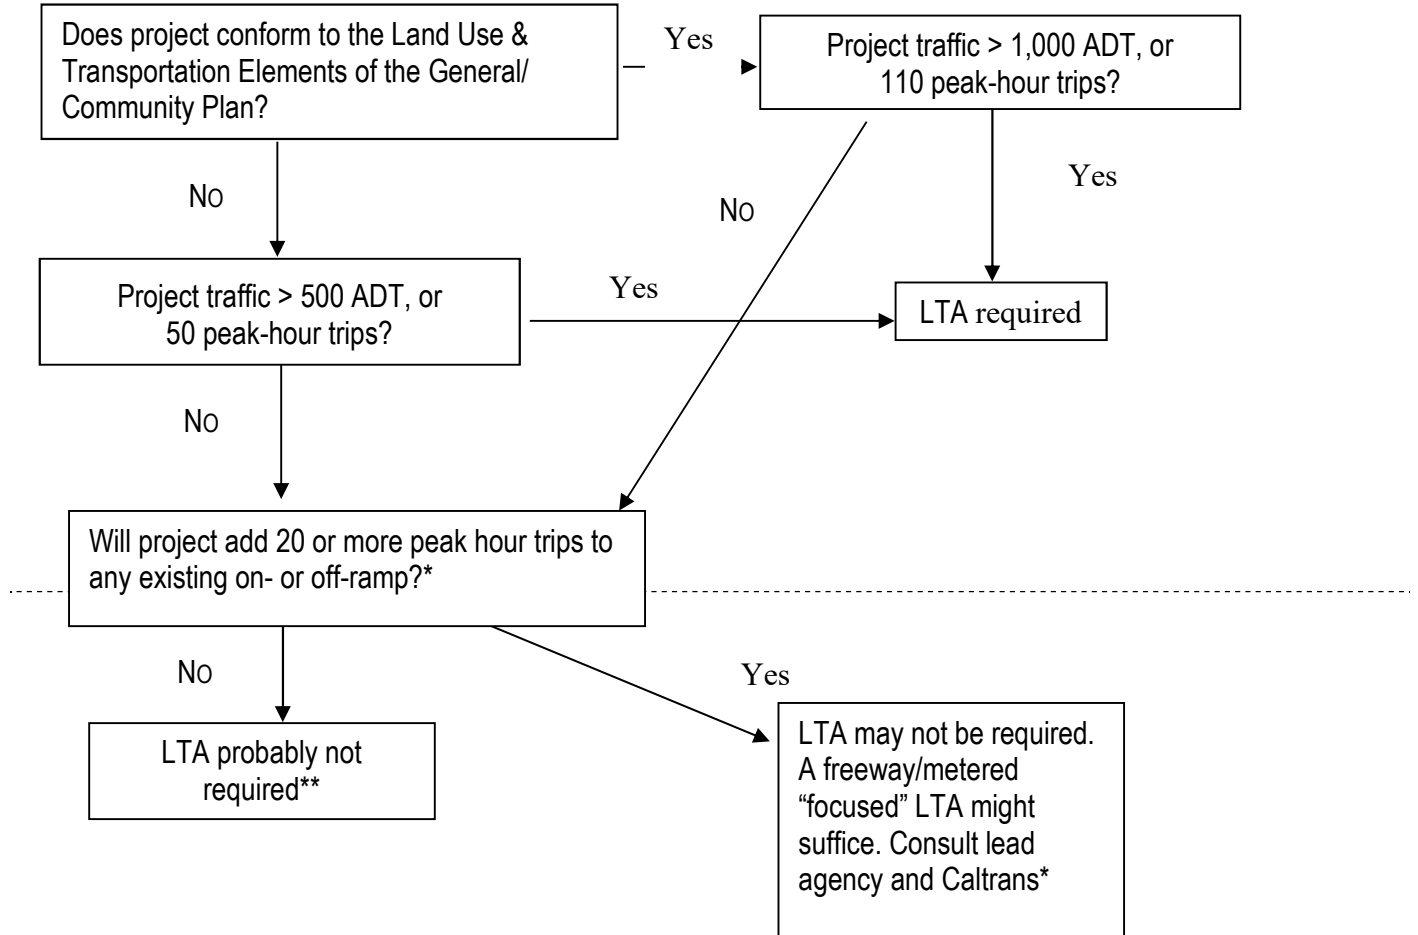 Does project conform to the Land Use &
Transportation Elements of the General/
Community Plan?
Yes
Project traffic > 1,000 ADT, or
110 peak-hour trips?
No
Yes
No
Project traffic > 500 ADT, or
50 peak-hour trips?
Yes
LTA required
No
Will project add 20 or more peak hour trips to
any existing on- or off-ramp?*
No
Yes
LTA probably not
required**
LTA may not be required.
A freeway/metered
“focused” LTA might
suffice. Consult lead
agency and Caltrans*